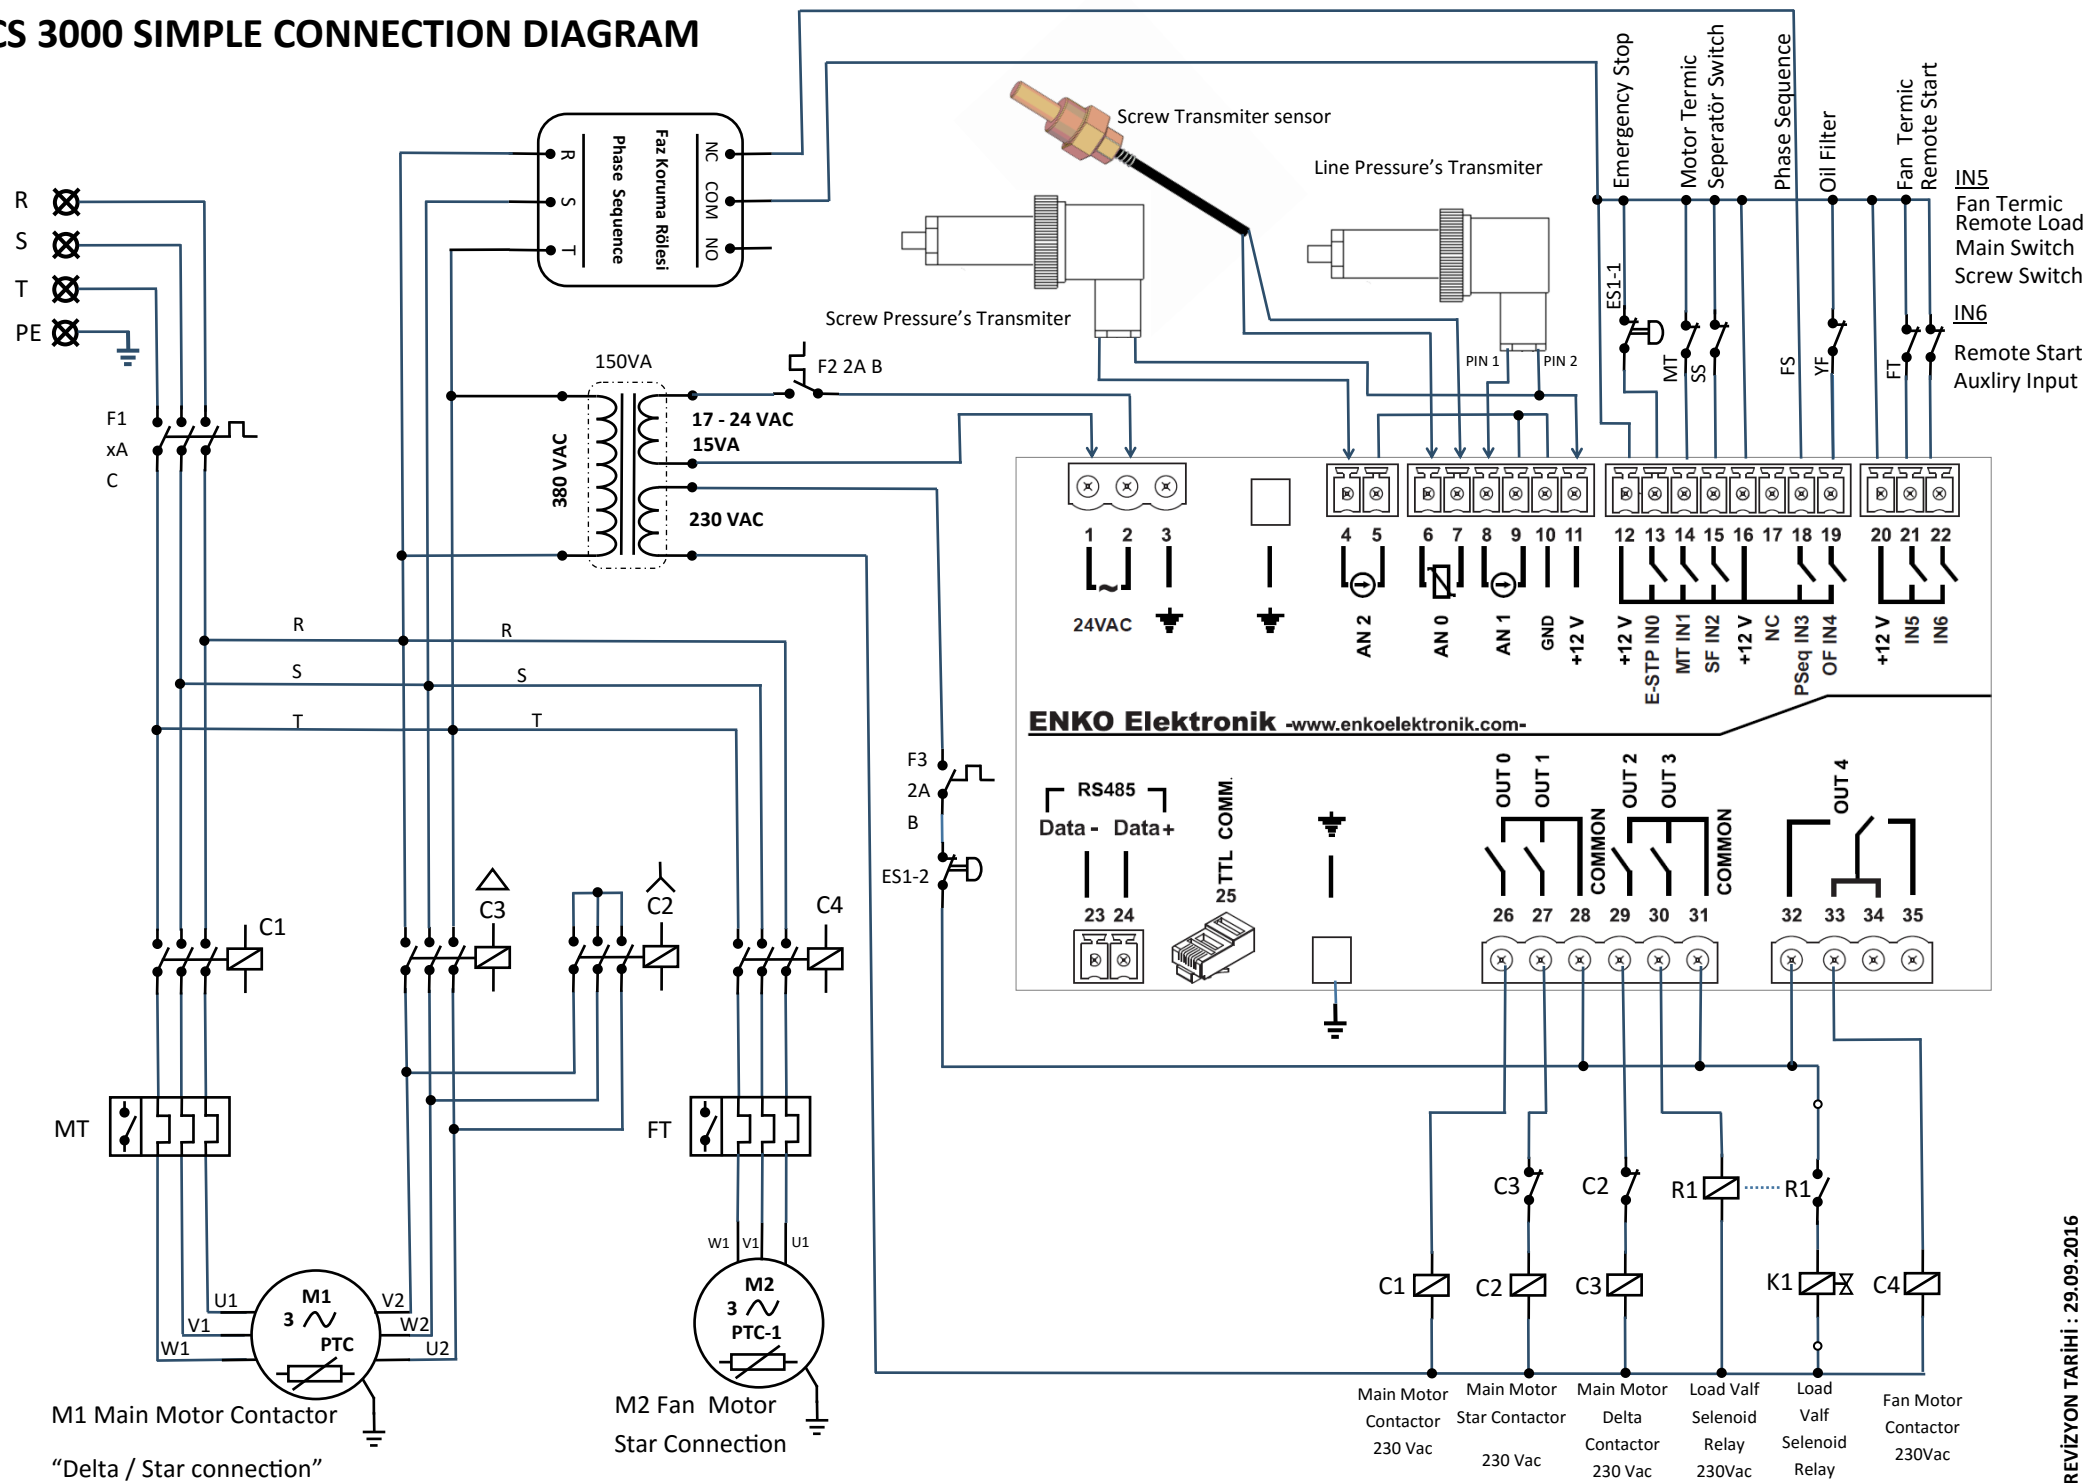 CS 3000 SIMPLE CONNECTION DIAGRAM
R
S
T
PE
F1
xA
C
R
S
T
Phase Sequence
Faz Koruma Rölesi
NC
COM
NO
Screw Transmiter sensor
Line Pressure's Transmiter
Screw Pressure's Transmiter
PIN 1
PIN 2
Emergency Stop
Motor Termic
Seperatör Switch
Phase Sequence
Oil Filter
Fan Termic
Remote Start
IN5
Fan Termic
Remote Load
Main Switch
Screw Switch
IN6
Remote Start
Auxliry Input
ES1-1
MT
SS
FS
YF
FT
150VA
F2 2A B
380 VAC
17 - 24 VAC
15VA
230 VAC
1 2 3
4 5
6 7 8 9 10 11
12 13 14 15 16 17 18 19
20 21 22
24VAC
AN 2
AN 0
AN 1
GND
+12 V
+12 V
E-STP IN0
MT IN1
SF IN2
+12 V
NC
PSeq IN3
OF IN4
+12 V
IN5
IN6
R
R
S
S
T
T
ENKO Elektronik -www.enkoelektronik.com-
F3
2A
B
ES1-2
RS485
Data - Data+
TTL COMM.
23 24
25
OUT 0
OUT 1
COMMON
OUT 2
OUT 3
COMMON
OUT 4
26 27 28 29 30 31
32 33 34 35
C1
C3
C2
C4
MT
FT
C3
C2
R1
R1
C1
C2
C3
K1
C4
U1
V1
W1
M1
3
PTC
V2
W2
U2
W1
V1
U1
M2
3
PTC-1
M1 Main Motor Contactor
"Delta / Star connection"
M2 Fan Motor
Star Connection
Main Motor
Contactor
230 Vac
Main Motor
Star Contactor
230 Vac
Main Motor
Delta
Contactor
230 Vac
Load Valf
Selenoid
Relay
230Vac
Load
Valf
Selenoid
Relay
Fan Motor
Contactor
230Vac
REVİZYON TARİHİ : 29.09.2016